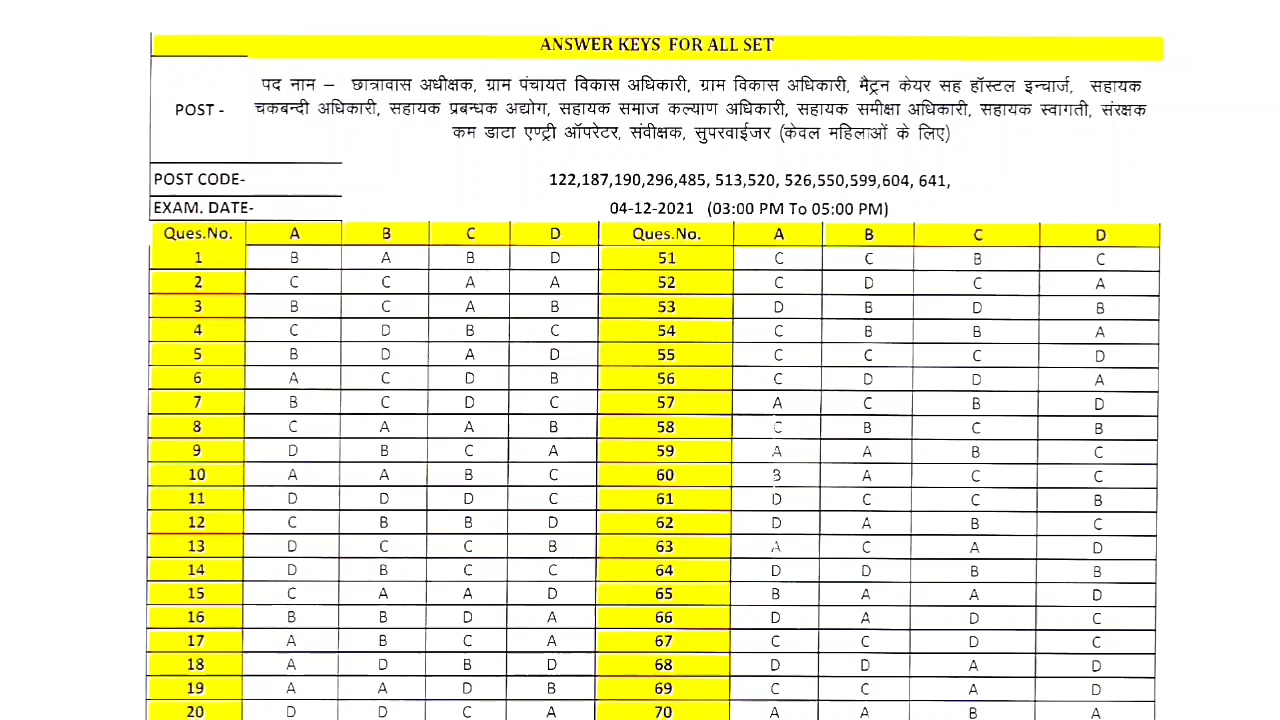 ANSWER KEYS FOR ALL SET
POST - पद नाम – छात्रावास अधीक्षक, ग्राम पंचायत विकास अधिकारी, ग्राम विकास अधिकारी, मैट्रन केयर सह हॉस्टल इन्चार्ज, सहायक
चकबन्दी अधिकारी, सहायक प्रबन्धक अद्योग, सहायक समाज कल्याण अधिकारी, सहायक समीक्षा अधिकारी, सहायक स्वागती, संरक्षक
कम डाटा एण्ट्री ऑपरेटर, संवीक्षक, सुपरवाईजर (केवल महिलाओं के लिए)
POST CODE- 122,187,190,296,485, 513,520, 526,550,599,604, 641,
EXAM. DATE- 04-12-2021 (03:00 PM To 05:00 PM)
Ques.No. A B C D Ques.No. A B C D
1 B A B D 51 C C B C
2 C C A A 52 C D C A
3 B C A B 53 D B D B
4 C D B C 54 C B B A
5 B D A D 55 C C C D
6 A C D B 56 C D D A
7 B C D C 57 A C B D
8 C A A B 58 C B C B
9 D B C A 59 A A B C
10 A A B C 60 B A C C
11 D D D C 61 D C C B
12 C B B D 62 D A B C
13 D C C B 63 A C A D
14 D B C C 64 D D B B
15 C A A D 65 B A A D
16 B B D A 66 D A D C
17 A B C A 67 C C D C
18 A D B D 68 D D A D
19 A A D B 69 C C A D
20 D D C A 70 A A B A